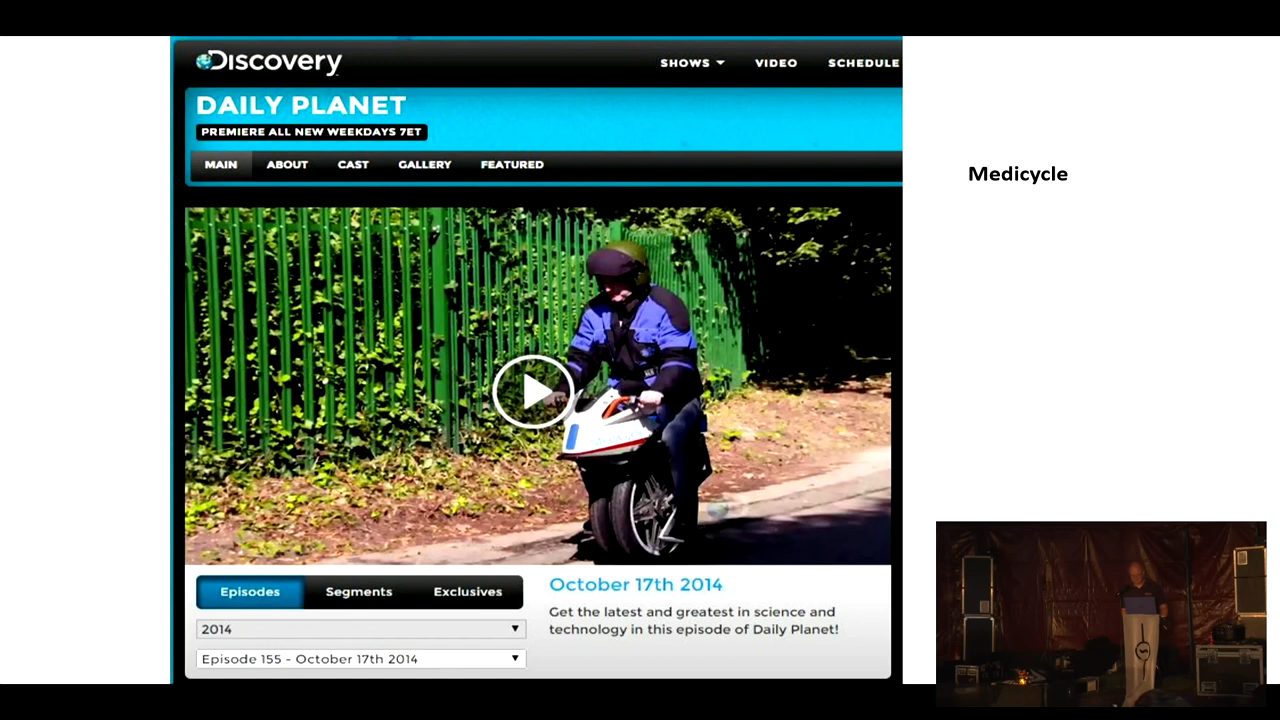 Discovery
SHOWS VIDEO SCHEDULE
DAILY PLANET
PREMIERE ALL NEW WEEKDAYS 7ET
MAIN ABOUT CAST GALLERY FEATURED
Medicycle
Episodes Segments Exclusives
2014
Episode 155 - October 17th 2014
October 17th 2014
Get the latest and greatest in science and
technology in this episode of Daily Planet!